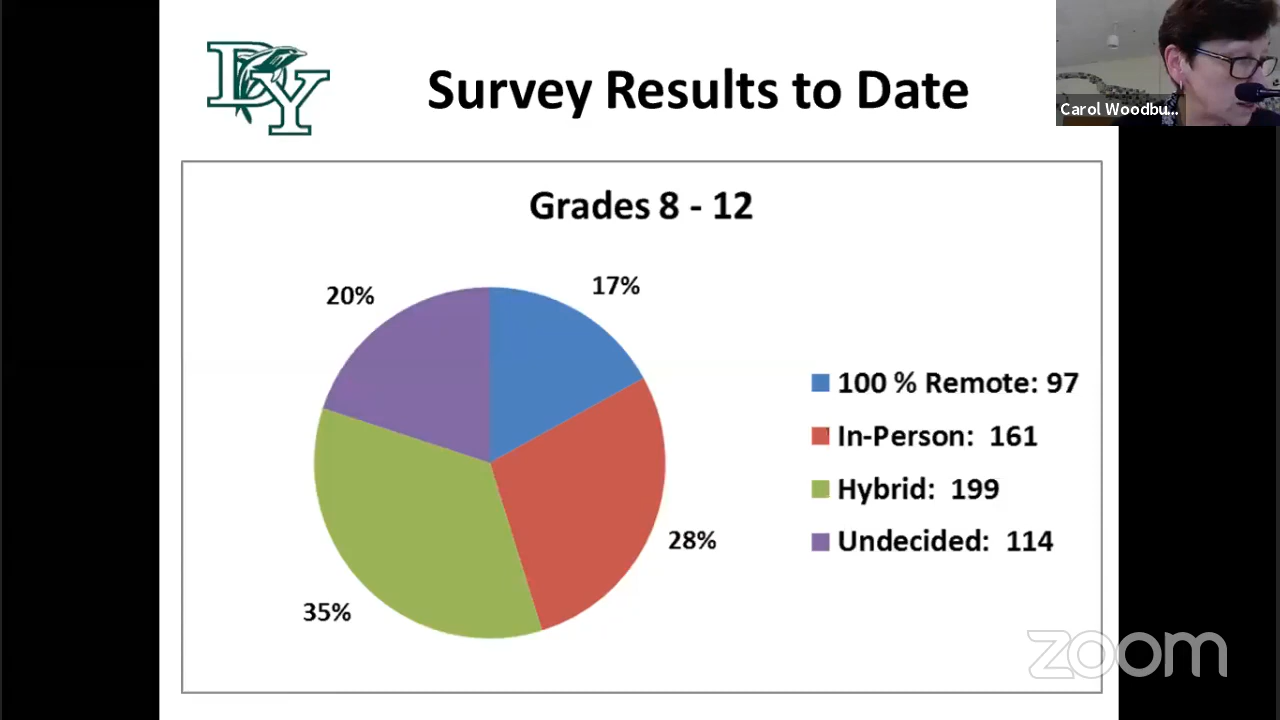 DY
Survey Results to Date
Carol Woodbu...
Grades 8 - 12
20%
17%
28%
35%
100 % Remote: 97
In-Person: 161
Hybrid: 199
Undecided: 114
zoom